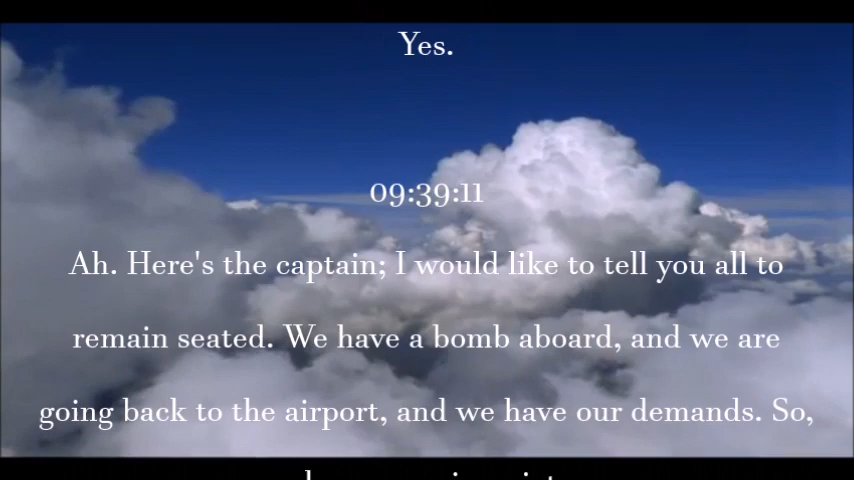 Yes.
09:39:11
Ah. Here's the captain; I would like to tell you all to
remain seated. We have a bomb aboard, and we are
going back to the airport, and we have our demands. So,